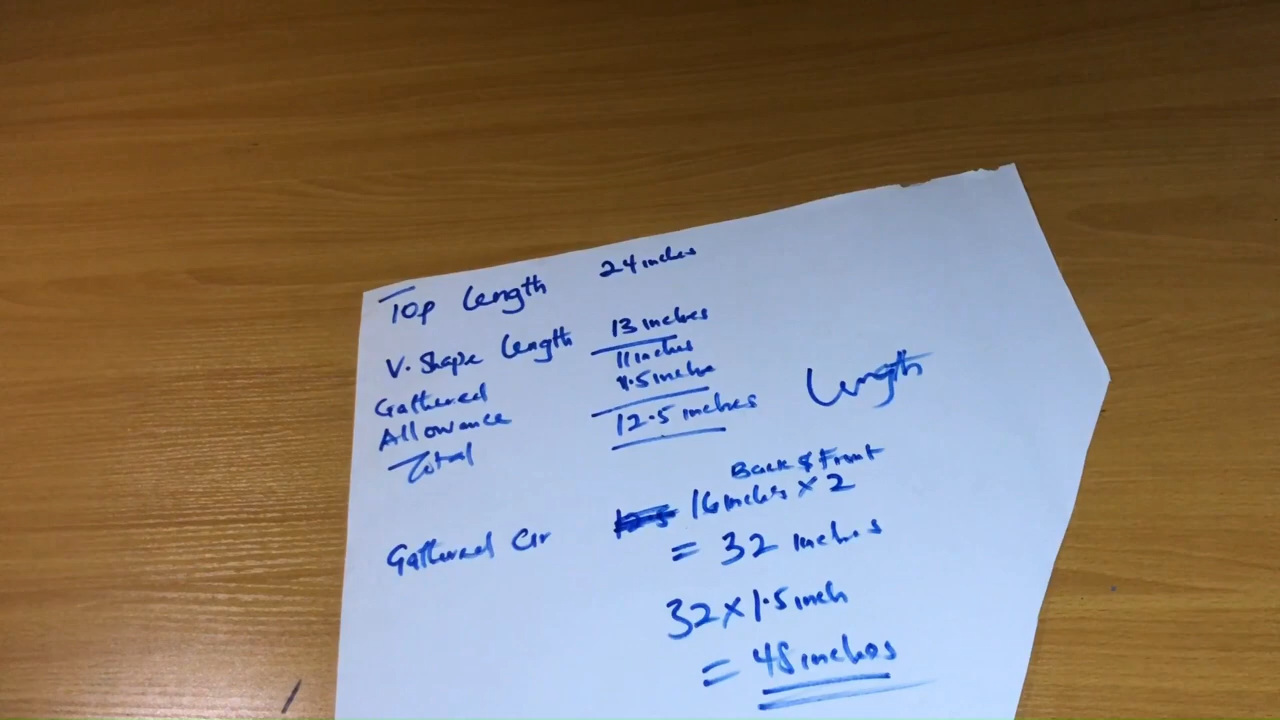 Top Length 24 inches
V. Shape Length 13 inches
Gathered 11 inches
Allowance 1.5 inche
Total 12.5 inches
Length
Back & Front
Gathered Cir 16 inches × 2
= 32 inches
32 × 1.5 inch
= 48 inches